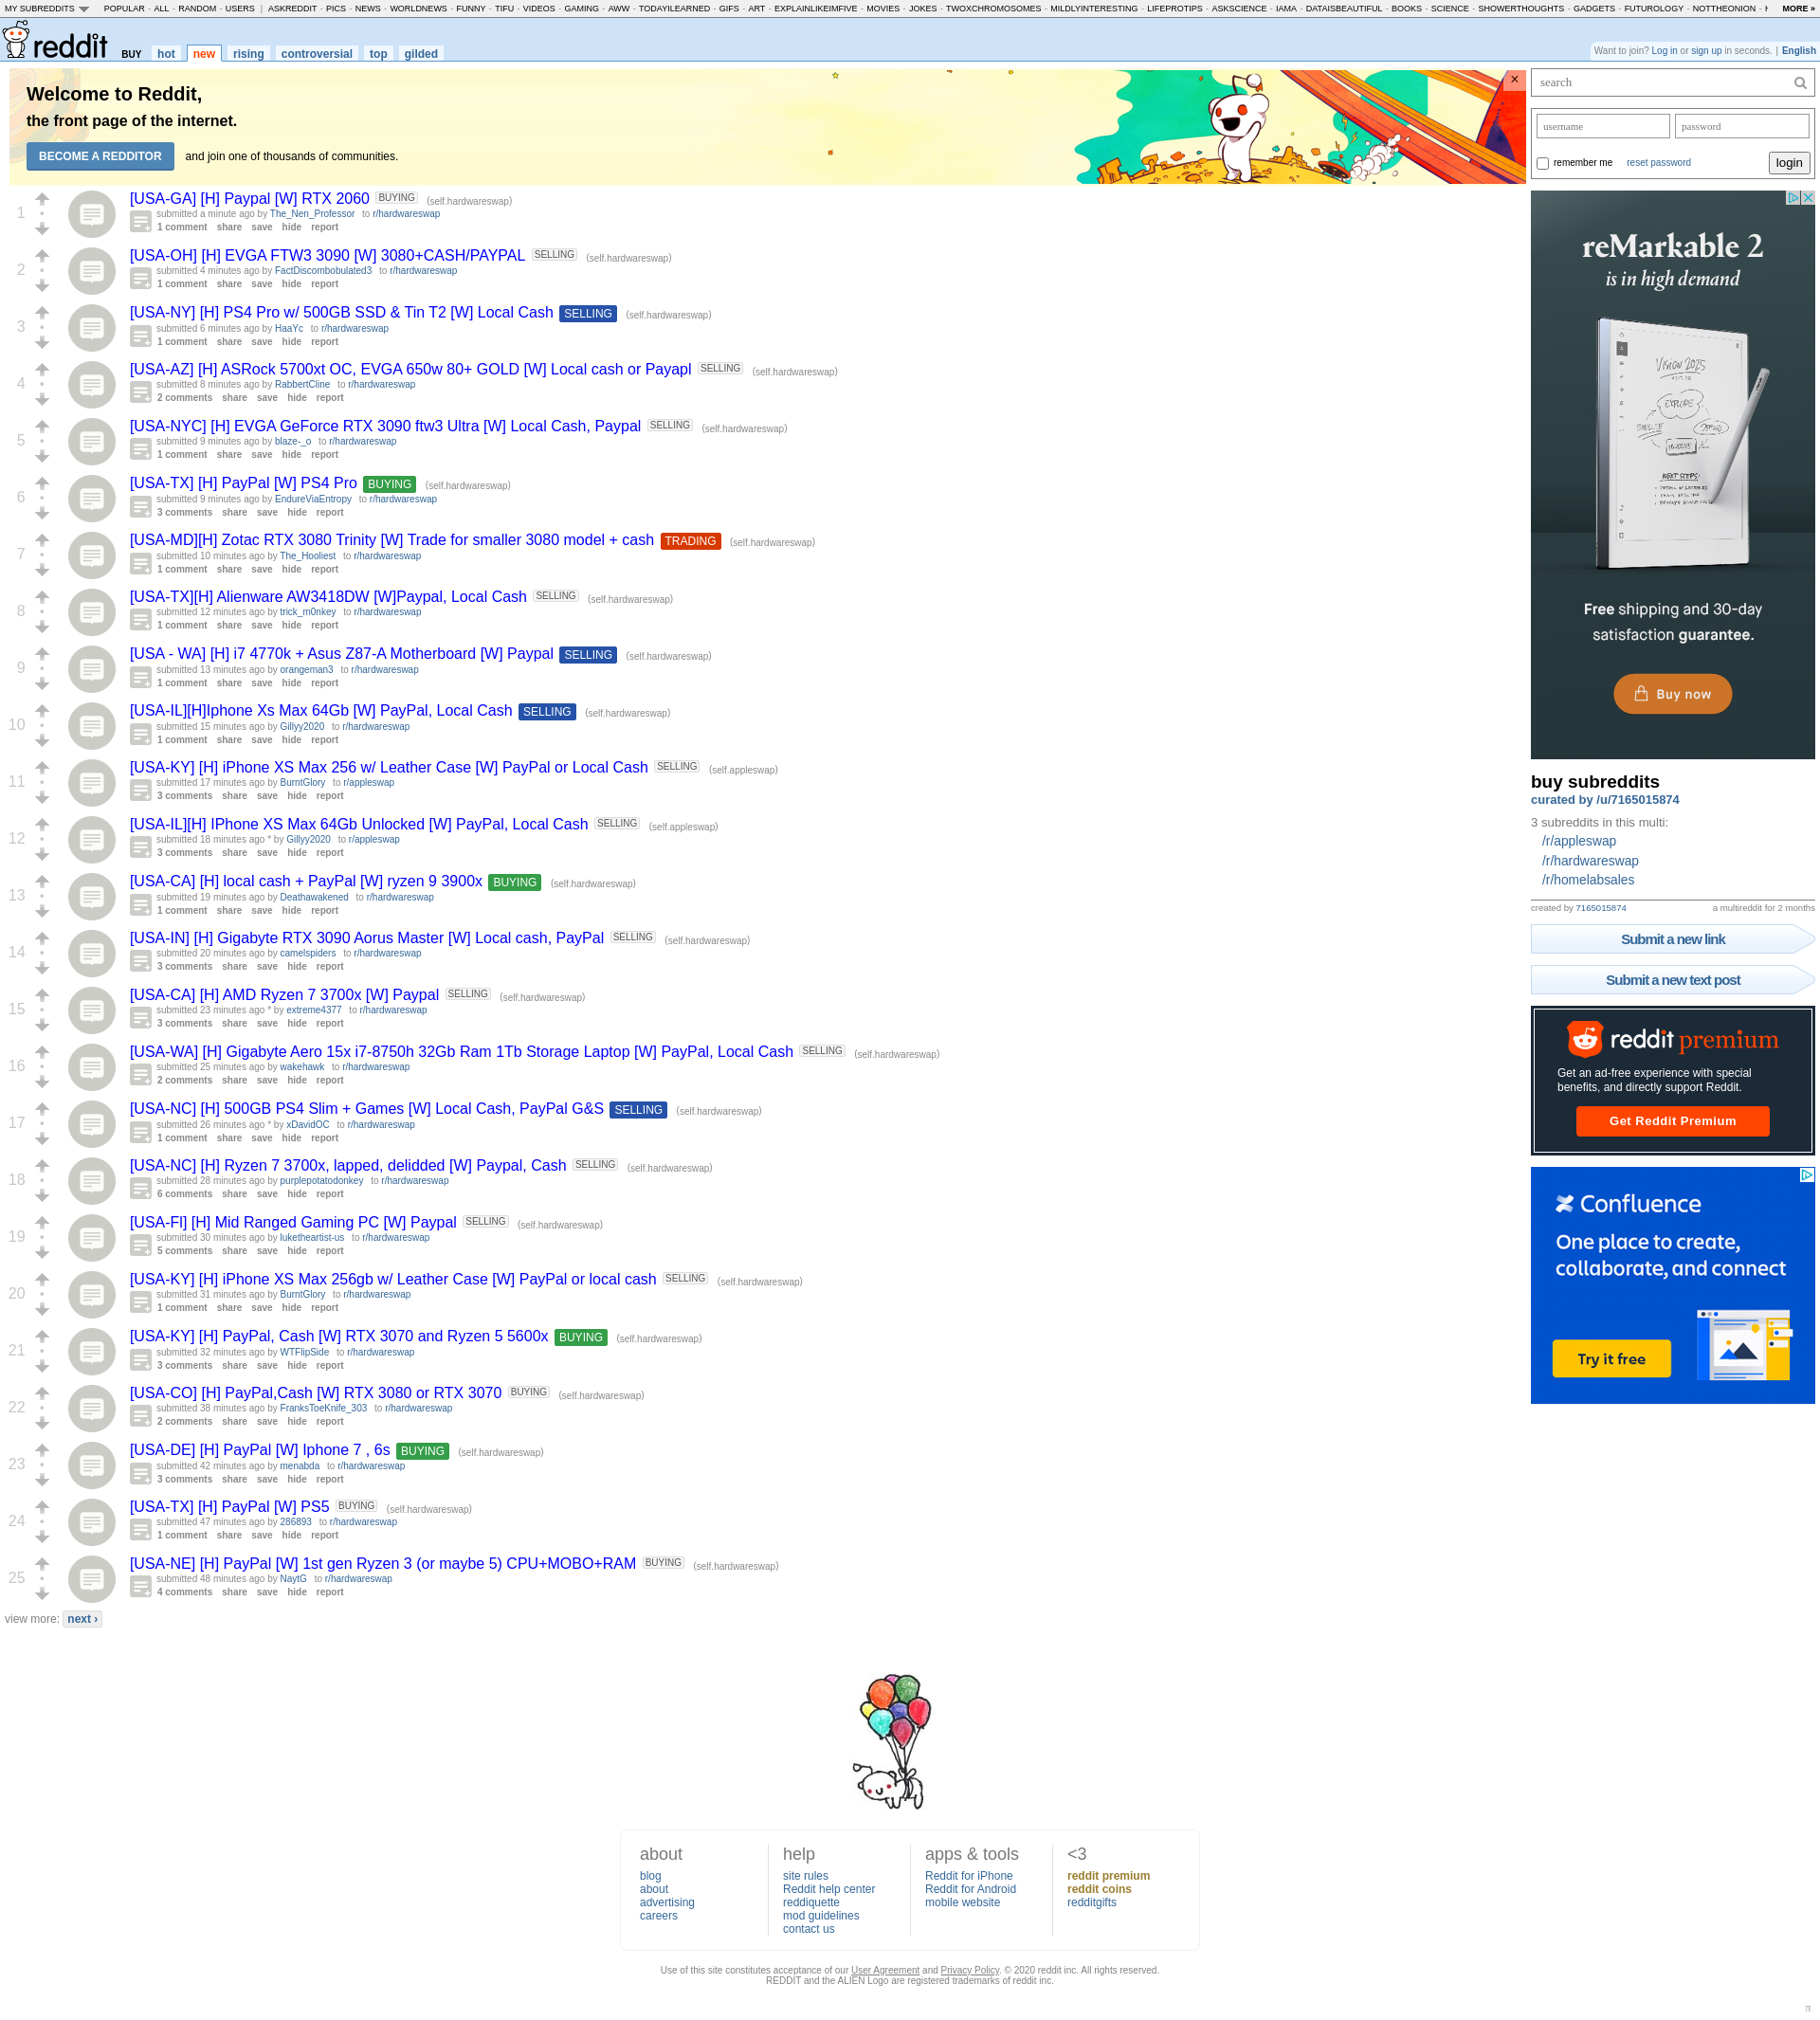 MY SUBREDDITS POPULAR - ALL - RANDOM - USERS | ASKREDDIT - PICS - NEWS - WORLDNEWS - FUNNY - TIFU - VIDEOS - GAMING - AWW - TODAYILEARNED - GIFS - ART - EXPLAINLIKEIMFIVE - MOVIES - JOKES - TWOXCHROMOSOMES - MILDLYINTERESTING - LIFEPROTIPS - ASKSCIENCE - IAMA - DATAISBEAUTIFUL - BOOKS - SCIENCE - SHOWERTHOUGHTS - GADGETS - FUTUROLOGY - NOTTHEONION - MORE »
reddit BUY hot new rising controversial top gilded
Want to join? Log in or sign up in seconds. | English
Welcome to Reddit,
the front page of the internet.
BECOME A REDDITOR and join one of thousands of communities.
×
1
[USA-GA] [H] Paypal [W] RTX 2060 BUYING (self.hardwareswap)
submitted a minute ago by The_Nen_Professor to r/hardwareswap
1 comment share save hide report
2
[USA-OH] [H] EVGA FTW3 3090 [W] 3080+CASH/PAYPAL SELLING (self.hardwareswap)
submitted 4 minutes ago by FactDiscombobulated3 to r/hardwareswap
1 comment share save hide report
3
[USA-NY] [H] PS4 Pro w/ 500GB SSD & Tin T2 [W] Local Cash SELLING (self.hardwareswap)
submitted 6 minutes ago by HaaYc to r/hardwareswap
1 comment share save hide report
4
[USA-AZ] [H] ASRock 5700xt OC, EVGA 650w 80+ GOLD [W] Local cash or Payapl SELLING (self.hardwareswap)
submitted 8 minutes ago by RabbertCline to r/hardwareswap
2 comments share save hide report
5
[USA-NYC] [H] EVGA GeForce RTX 3090 ftw3 Ultra [W] Local Cash, Paypal SELLING (self.hardwareswap)
submitted 9 minutes ago by blaze-_o to r/hardwareswap
1 comment share save hide report
6
[USA-TX] [H] PayPal [W] PS4 Pro BUYING (self.hardwareswap)
submitted 9 minutes ago by EndureViaEntropy to r/hardwareswap
3 comments share save hide report
7
[USA-MD][H] Zotac RTX 3080 Trinity [W] Trade for smaller 3080 model + cash TRADING (self.hardwareswap)
submitted 10 minutes ago by The_Hooliest to r/hardwareswap
1 comment share save hide report
8
[USA-TX][H] Alienware AW3418DW [W]Paypal, Local Cash SELLING (self.hardwareswap)
submitted 12 minutes ago by trick_m0nkey to r/hardwareswap
1 comment share save hide report
9
[USA - WA] [H] i7 4770k + Asus Z87-A Motherboard [W] Paypal SELLING (self.hardwareswap)
submitted 13 minutes ago by orangeman3 to r/hardwareswap
1 comment share save hide report
10
[USA-IL][H]Iphone Xs Max 64Gb [W] PayPal, Local Cash SELLING (self.hardwareswap)
submitted 15 minutes ago by Gillyy2020 to r/hardwareswap
1 comment share save hide report
11
[USA-KY] [H] iPhone XS Max 256 w/ Leather Case [W] PayPal or Local Cash SELLING (self.appleswap)
submitted 17 minutes ago by BurntGlory to r/appleswap
3 comments share save hide report
12
[USA-IL][H] IPhone XS Max 64Gb Unlocked [W] PayPal, Local Cash SELLING (self.appleswap)
submitted 18 minutes ago * by Gillyy2020 to r/appleswap
3 comments share save hide report
13
[USA-CA] [H] local cash + PayPal [W] ryzen 9 3900x BUYING (self.hardwareswap)
submitted 19 minutes ago by Deathawakened to r/hardwareswap
1 comment share save hide report
14
[USA-IN] [H] Gigabyte RTX 3090 Aorus Master [W] Local cash, PayPal SELLING (self.hardwareswap)
submitted 20 minutes ago by camelspiders to r/hardwareswap
3 comments share save hide report
15
[USA-CA] [H] AMD Ryzen 7 3700x [W] Paypal SELLING (self.hardwareswap)
submitted 23 minutes ago * by extreme4377 to r/hardwareswap
3 comments share save hide report
16
[USA-WA] [H] Gigabyte Aero 15x i7-8750h 32Gb Ram 1Tb Storage Laptop [W] PayPal, Local Cash SELLING (self.hardwareswap)
submitted 25 minutes ago by wakehawk to r/hardwareswap
2 comments share save hide report
17
[USA-NC] [H] 500GB PS4 Slim + Games [W] Local Cash, PayPal G&S SELLING (self.hardwareswap)
submitted 26 minutes ago * by xDavidOC to r/hardwareswap
1 comment share save hide report
18
[USA-NC] [H] Ryzen 7 3700x, lapped, delidded [W] Paypal, Cash SELLING (self.hardwareswap)
submitted 28 minutes ago by purplepotatodonkey to r/hardwareswap
6 comments share save hide report
19
[USA-Fl] [H] Mid Ranged Gaming PC [W] Paypal SELLING (self.hardwareswap)
submitted 30 minutes ago by luketheartist-us to r/hardwareswap
5 comments share save hide report
20
[USA-KY] [H] iPhone XS Max 256gb w/ Leather Case [W] PayPal or local cash SELLING (self.hardwareswap)
submitted 31 minutes ago by BurntGlory to r/hardwareswap
1 comment share save hide report
21
[USA-KY] [H] PayPal, Cash [W] RTX 3070 and Ryzen 5 5600x BUYING (self.hardwareswap)
submitted 32 minutes ago by WTFlipSide to r/hardwareswap
3 comments share save hide report
22
[USA-CO] [H] PayPal,Cash [W] RTX 3080 or RTX 3070 BUYING (self.hardwareswap)
submitted 38 minutes ago by FranksToeKnife_303 to r/hardwareswap
2 comments share save hide report
23
[USA-DE] [H] PayPal [W] Iphone 7 , 6s BUYING (self.hardwareswap)
submitted 42 minutes ago by menabda to r/hardwareswap
3 comments share save hide report
24
[USA-TX] [H] PayPal [W] PS5 BUYING (self.hardwareswap)
submitted 47 minutes ago by 286893 to r/hardwareswap
1 comment share save hide report
25
[USA-NE] [H] PayPal [W] 1st gen Ryzen 3 (or maybe 5) CPU+MOBO+RAM BUYING (self.hardwareswap)
submitted 48 minutes ago by NaytG to r/hardwareswap
4 comments share save hide report
view more: next ›
search
username password
remember me reset password login
reMarkable 2
is in high demand
Vision 2025
EXPLORE
NEXT STEPS:
Free shipping and 30-day
satisfaction guarantee.
Buy now
buy subreddits
curated by /u/7165015874
3 subreddits in this multi:
/r/appleswap
/r/hardwareswap
/r/homelabsales
created by 7165015874 a multireddit for 2 months
Submit a new link
Submit a new text post
reddit premium
Get an ad-free experience with special
benefits, and directly support Reddit.
Get Reddit Premium
Confluence
One place to create,
collaborate, and connect
Try it free
about
blog
about
advertising
careers
help
site rules
Reddit help center
reddiquette
mod guidelines
contact us
apps & tools
Reddit for iPhone
Reddit for Android
mobile website
<3
reddit premium
reddit coins
redditgifts
Use of this site constitutes acceptance of our User Agreement and Privacy Policy. © 2020 reddit inc. All rights reserved.
REDDIT and the ALIEN Logo are registered trademarks of reddit inc.
π